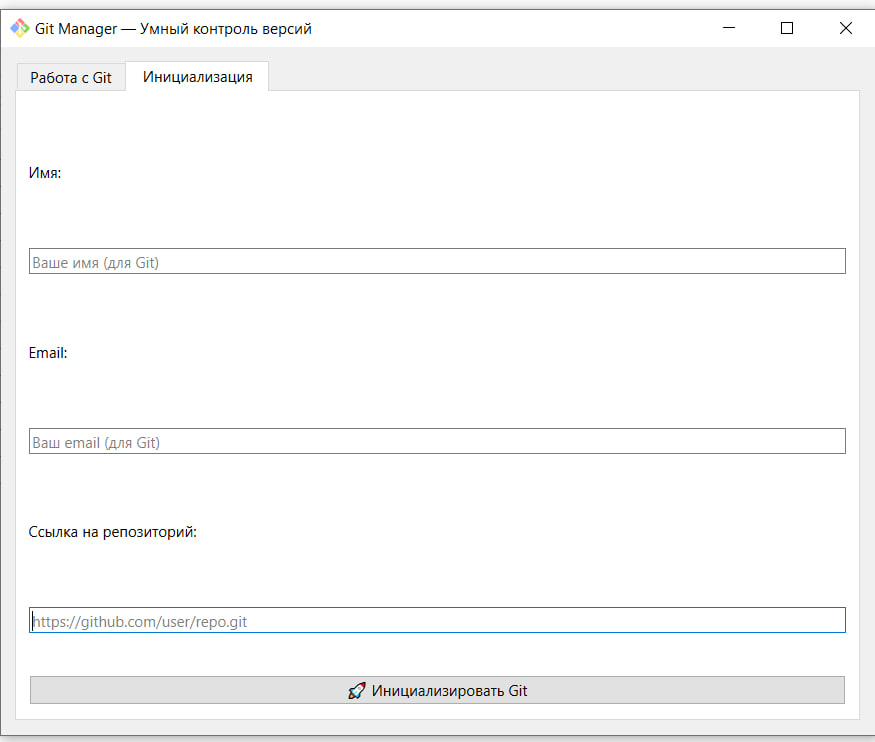 Git Manager — Умный контроль версий
Работа с Git
Инициализация
Имя:
Ваше имя (для Git)
Email:
Ваш email (для Git)
Ссылка на репозиторий:
https://github.com/user/repo.git
🚀 Инициализировать Git